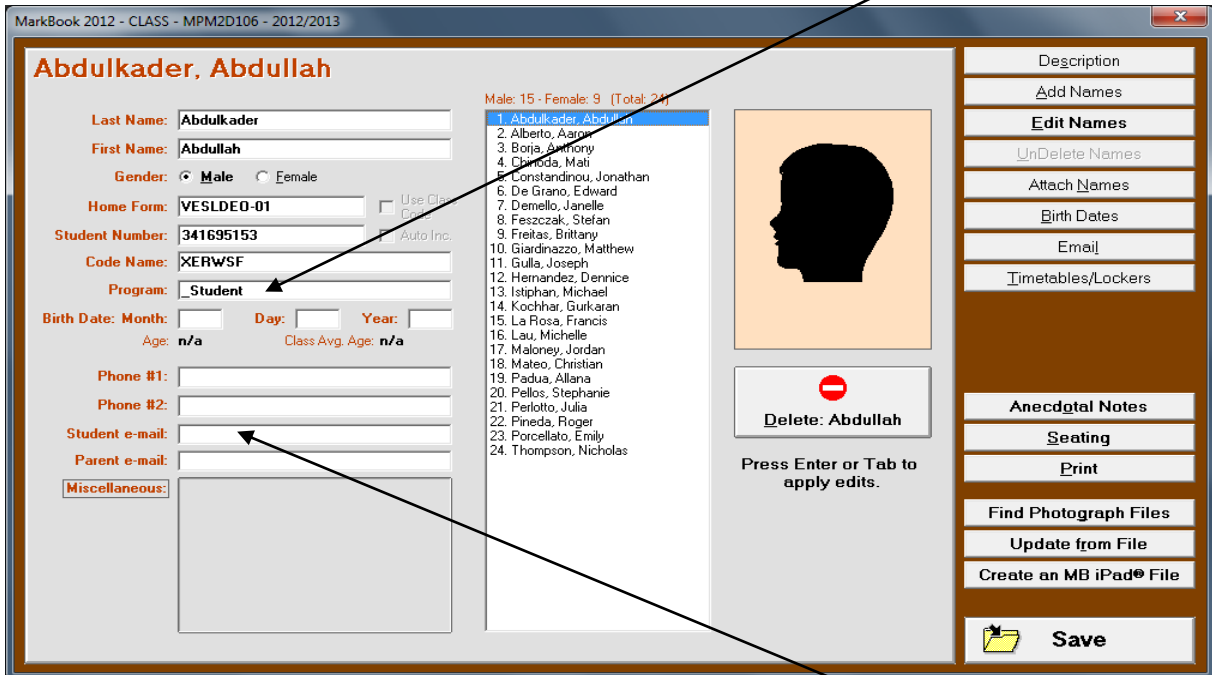 MarkBook 2012 - CLASS - MPM2D106 - 2012/2013
Abdulkader, Abdullah
Last Name: Abdulkader
First Name: Abdullah
Gender: Male Female
Home Form: VESLDEO-01 Use Class Code
Student Number: 341695153 Auto Inc.
Code Name: XERWSF
Program: _Student
Birth Date: Month: Day: Year:
Age: n/a Class Avg. Age: n/a
Phone #1:
Phone #2:
Student e-mail:
Parent e-mail:
Miscellaneous:
Male: 15 - Female: 9 (Total: 24)
1. Abdulkader, Abdullah
2. Alberto, Aaron
3. Borja, Anthony
4. Chinoda, Mati
5. Constandinou, Jonathan
6. De Grano, Edward
7. Demello, Janelle
8. Feszczak, Stefan
9. Freitas, Brittany
10. Giardinazzo, Matthew
11. Gulla, Joseph
12. Hernandez, Dennice
13. Istiphan, Michael
14. Kochhar, Gurkaran
15. La Rosa, Francis
16. Lau, Michelle
17. Maloney, Jordan
18. Mateo, Christian
19. Padua, Allana
20. Pellos, Stephanie
21. Perlotto, Julia
22. Pineda, Roger
23. Porcellato, Emily
24. Thompson, Nicholas
Delete: Abdullah
Press Enter or Tab to
apply edits.
Description
Add Names
Edit Names
UnDelete Names
Attach Names
Birth Dates
Email
Timetables/Lockers
Anecdotal Notes
Seating
Print
Find Photograph Files
Update from File
Create an MB iPad® File
Save